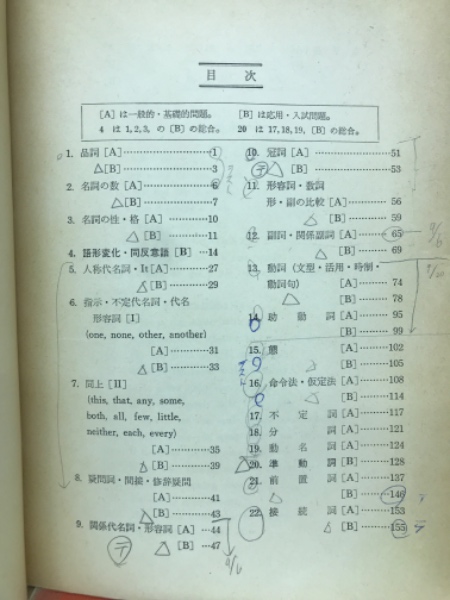 目次
[A] は一般的・基礎的問題。 [B] は応用・入試問題。
4 は 1, 2, 3, の [B] の総合。 20 は 17, 18, 19, [B] の総合。
1. 品詞 [A]…………1
△[B]…………3
2. 名詞の数 [A]…………6
△[B]…………7
3. 名詞の性・格 [A]…………10
△[B]…………11
4. 語形変化・同反意語 [B]…14
5. 人称代名詞・It [A]…………27
△[B]…………29
6. 指示・不定代名詞・代名
形容詞 [I]
(one, none, other, another)
[A]…………31
△[B]…………33
7. 同上 [II]
(this, that, any, some,
both, all, few, little,
neither, each, every)
[A]…………35
△[B]…………39
8. 疑問詞・間接・修辞疑問
[A]…………41
△[B]…………43
9. 関係代名詞・形容詞 [A]…44
テ △[B]…47
9/6
10. 冠詞 [A]…………51
テ △[B]…………53
11. 形容詞・数詞
形・副の比較 [A]…………56
△[B]…………59
12. 副詞・関係副詞 [A]…………65
△[B]…………69
9/6
13. 動詞 (文型・活用・時制・
動詞句) [A]…………74
△[B]…………78
14. 助動詞 [A]…………95
[B]…………99
15. 態 [A]…………102
△[B]…………105
16. 命令法・仮定法 [A]…………108
△[B]…………114
17. 不定詞 [A]…………117
18. 分詞 [A]…………121
19. 動名詞 [A]…………124
△20. 準動詞 [B]…………128
21. 前置詞 [A]…………137
△[B]…………146
22. 接続詞 [A]…………153
△[B]…………155